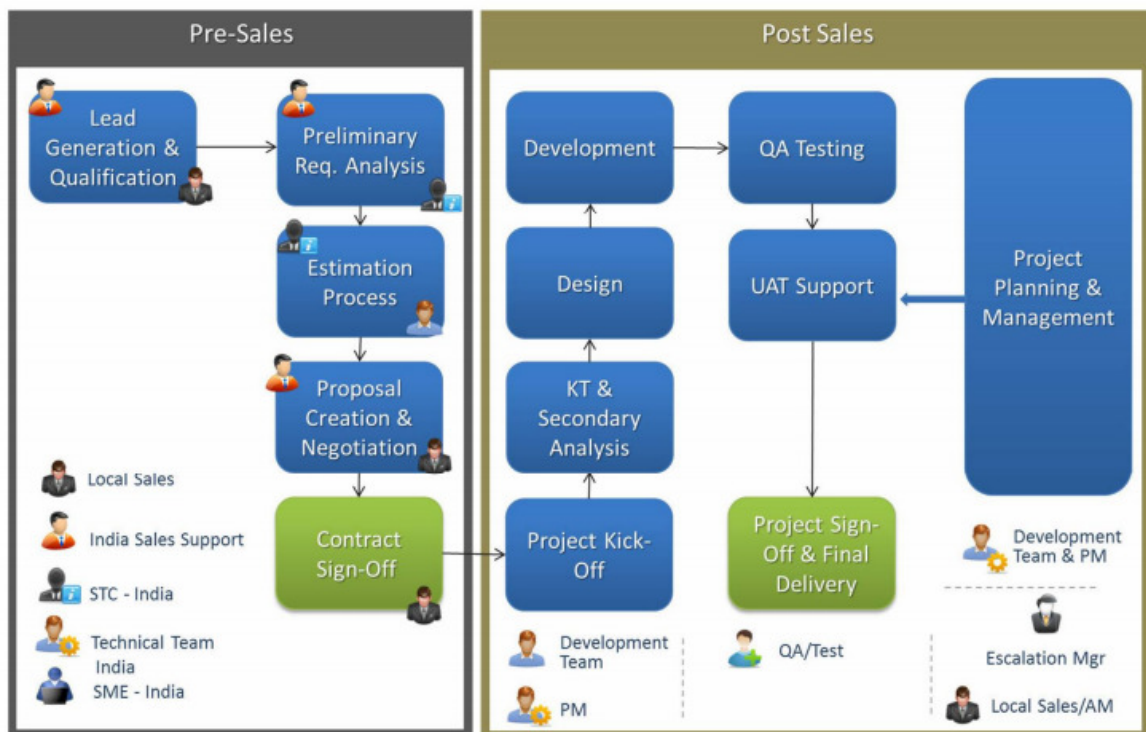 Pre-Sales
Lead
Generation &
Qualification
Preliminary
Req. Analysis
Estimation
Process
Proposal
Creation &
Negotiation
Contract
Sign-Off
Local Sales
India Sales Support
STC - India
Technical Team
India
SME - India
Post Sales
Development
QA Testing
Design
UAT Support
KT &
Secondary
Analysis
Project Kick-
Off
Project Sign-
Off & Final
Delivery
Project
Planning &
Management
Development
Team
PM
QA/Test
Development
Team & PM
Escalation Mgr
Local Sales/AM